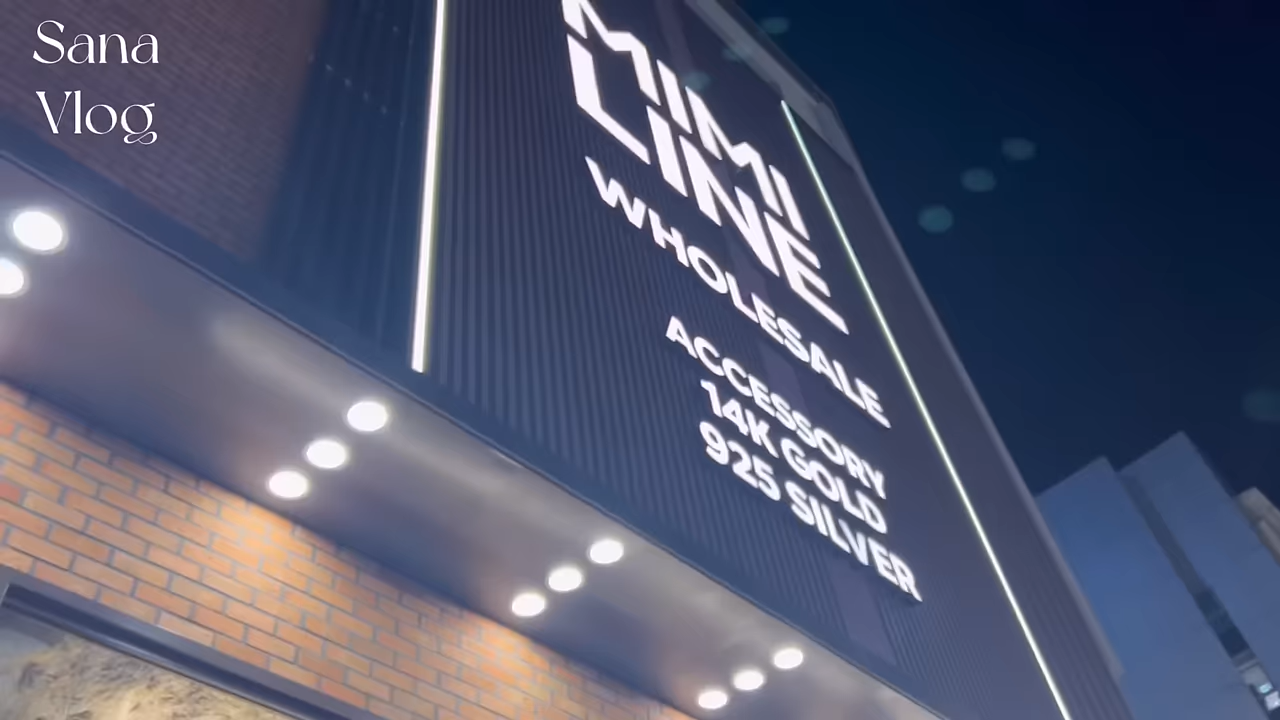 Sana
Vlog
MIMI
LINE
WHOLESALE
ACCESSORY
14K GOLD
925 SILVER